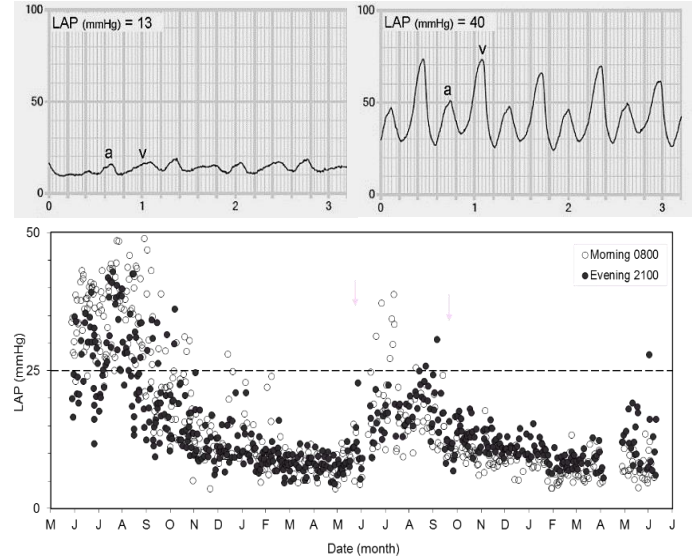 100
LAP (mmHg) = 13
50
a v
0
0 1 2 3
100
LAP (mmHg) = 40
v
a
50
0
0 1 2 3
50
○ Morning 0800
● Evening 2100
25
LAP (mmHg)
0
M J J A S O N D J F M A M J J A S O N D J F M A M J J
Date (month)